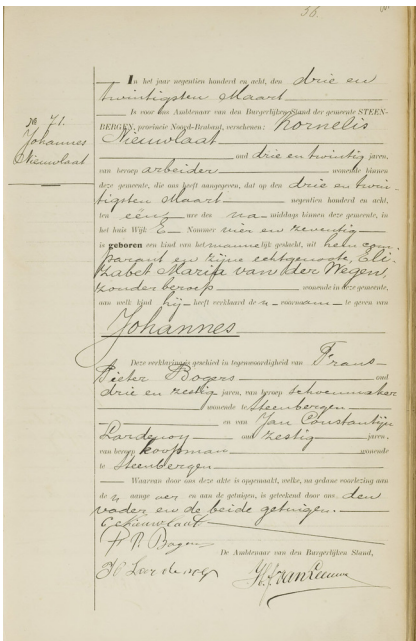 56.
No 71.
Johannes
Nieuwlaat
In het jaar negentien honderd en acht, den drie en
twintigsten Maart
Is voor ons Ambtenaar van den Burgerlijken Stand der gemeente STEEN-
BERGEN, provincie Noord-Brabant, verschenen: Kornelis
Nieuwlaat
oud drie en twintig jaren,
van beroep arbeider wonende binnen
deze gemeente, die ons heeft aangegeven, dat op den drie en twin-
tigsten Maart negentien honderd en acht,
ten één ure des na-middags binnen deze gemeente, in
het huis Wijk E Nummer vier en zeventig
is geboren een kind van het mannelijk geslacht, uit hem com-
parant en zijne echtgenoote, Eli-
zabet Maria van der Wegen,
zonder beroep wonende in deze gemeente,
aan welk kind hij heeft verklaard den voornaam te geven van
Johannes
Deze verklaring is geschied in tegenwoordigheid van Frans
Pieter Bogers oud
drie en zestig jaren, van beroep schoenmaker
wonende te Steenbergen
en van Jan Constantijn
Lardenoy oud zestig jaren,
van beroep koopman wonende
te Steenbergen
Waarvan door ons deze akte is opgemaakt, welke, na gedane voorlezing aan
de n aangever en aan de getuigen, is geteekend door ons, den
vader en de beide getuigen.
C Nieuwlaat
Bogers
De Ambtenaar van den Burgerlijken Stand,
Lardenoy